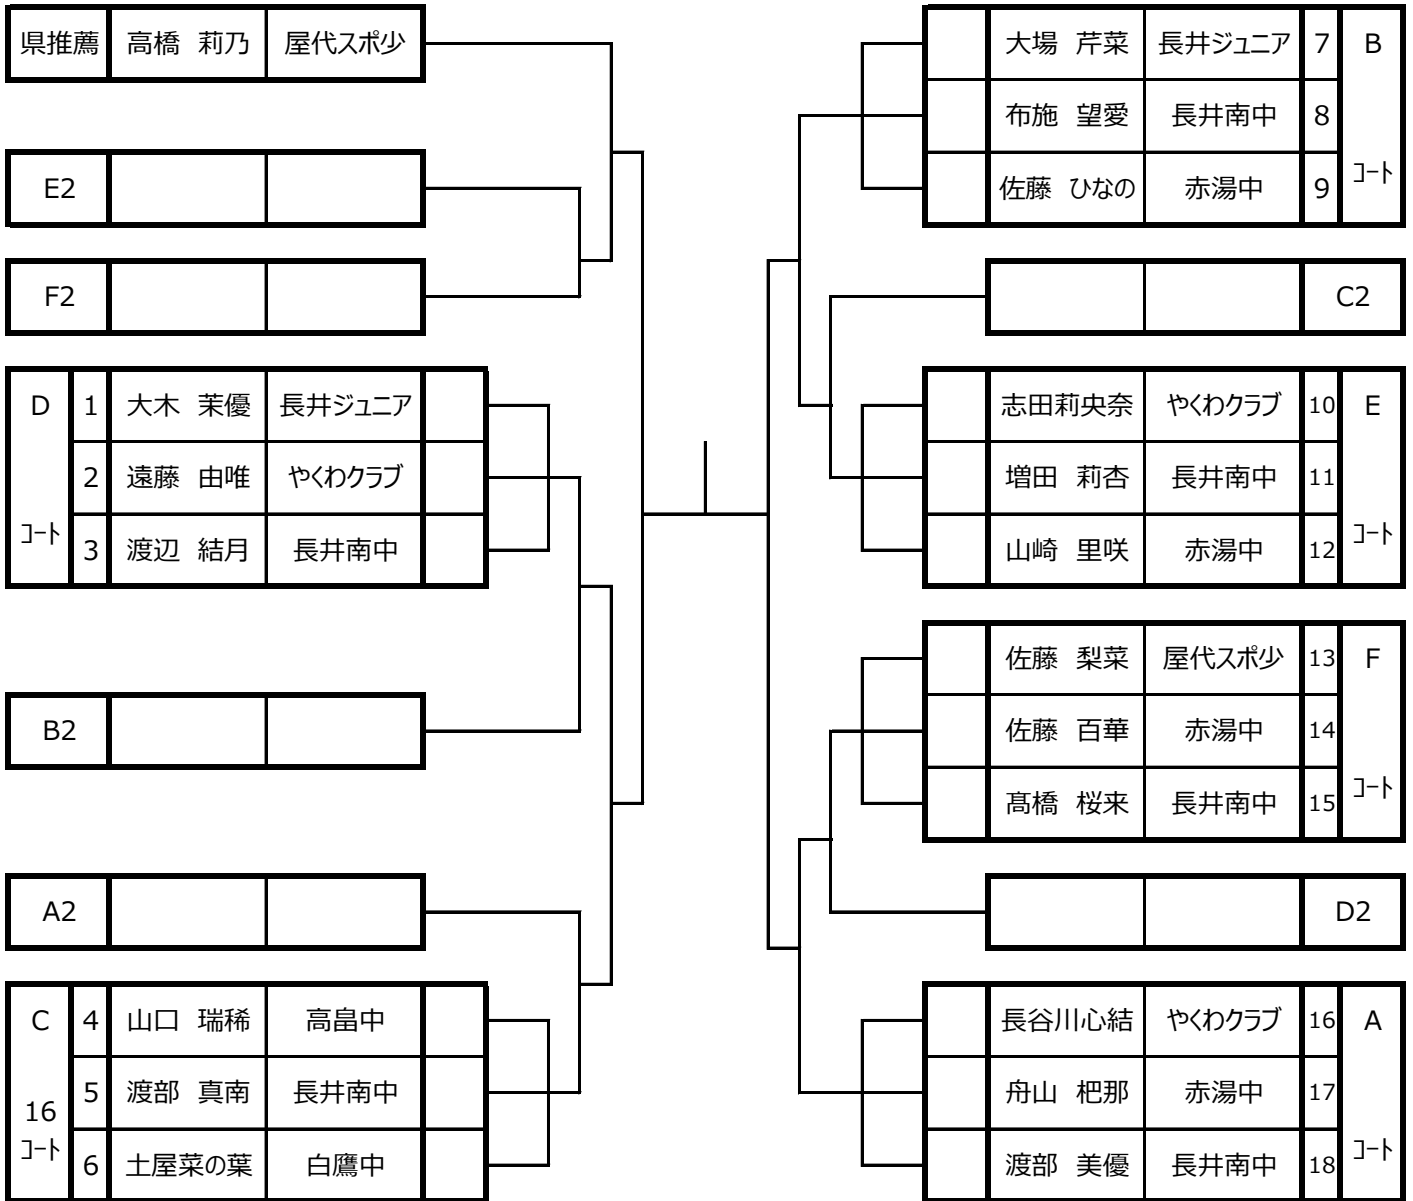 県推薦 高橋 莉乃 屋代スポ少
E2
F2
D 1 大木 茉優 長井ジュニア
2 遠藤 由唯 やくわクラブ
コート 3 渡辺 結月 長井南中
B2
A2
C 4 山口 瑞稀 高畠中
16 5 渡部 真南 長井南中
コート 6 土屋菜の葉 白鷹中
大場 芹菜 長井ジュニア 7 B
布施 望愛 長井南中 8
佐藤 ひなの 赤湯中 9 コート
C2
志田莉央奈 やくわクラブ 10 E
増田 莉杏 長井南中 11
山崎 里咲 赤湯中 12 コート
佐藤 梨菜 屋代スポ少 13 F
佐藤 百華 赤湯中 14
髙橋 桜来 長井南中 15 コート
D2
長谷川心結 やくわクラブ 16 A
舟山 杷那 赤湯中 17
渡部 美優 長井南中 18 コート